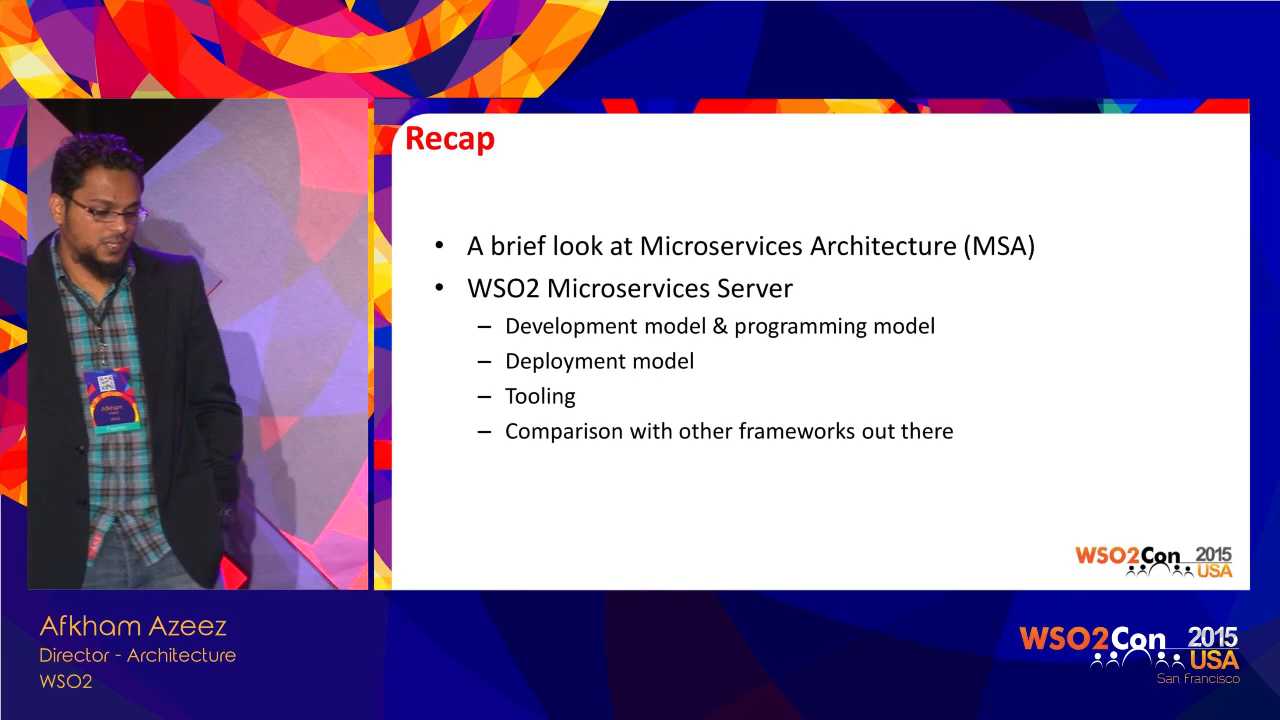 Recap
• A brief look at Microservices Architecture (MSA)
• WSO2 Microservices Server
– Development model & programming model
– Deployment model
– Tooling
– Comparison with other frameworks out there
WSO2Con 2015
USA
Afkham
Afkham Azeez
Director - Architecture
WSO2
WSO2Con 2015
USA
San Francisco